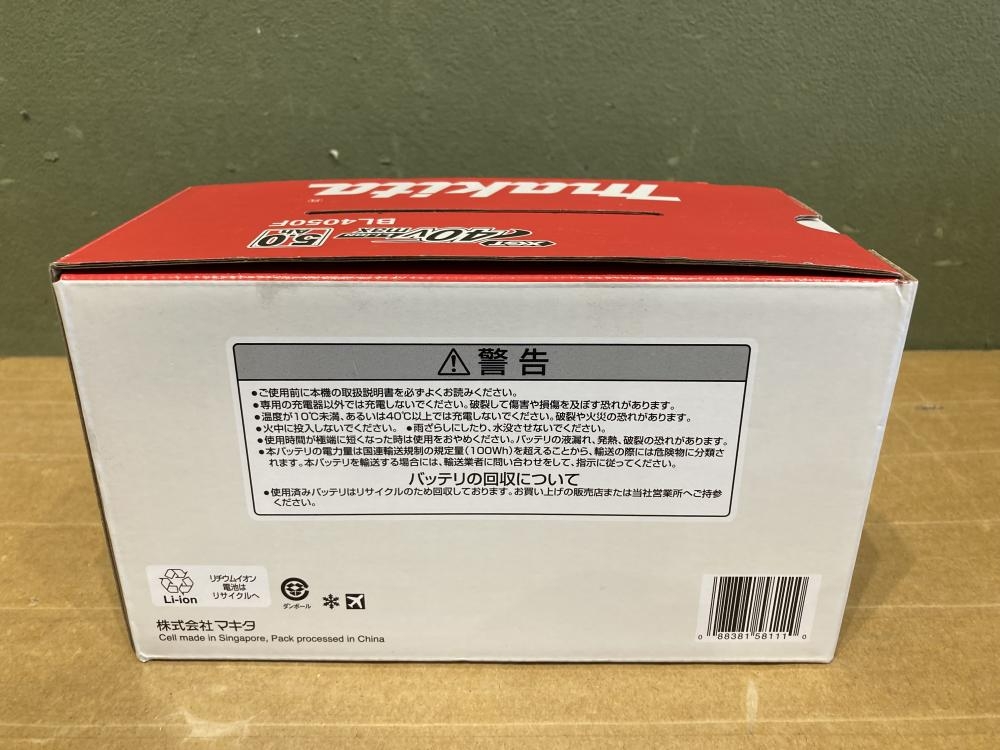 makita
BL4050F
XGT
40Vmax
5.0
Ah
警告
●ご使用前に本機の取扱説明書を必ずよくお読みください。
●専用の充電器以外では充電しないでください。破裂して傷害や損傷を及ぼす恐れがあります。
●温度が10℃未満、あるいは40℃以上では充電しないでください。破裂や火災の恐れがあります。
●火中に投入しないでください。 ●雨ざらしにしたり、水没させないでください。
●使用時間が極端に短くなった時は使用をおやめください。バッテリの液漏れ、発熱、破裂の恐れがあります。
●本バッテリの電力量は国連輸送規制の規定量(100Wh)を超えることから、輸送の際には危険物に分類さ
れます。本バッテリを輸送する場合には、輸送業者に問い合わせをして、指示に従ってください。
バッテリの回収について
●使用済みバッテリはリサイクルのため回収しております。お買い上げの販売店または当社営業所へご持参
ください。
Li-ion
リチウムイオン
電池は
リサイクルへ
ダンボール
株式会社マキタ
Cell made in Singapore, Pack processed in China
0 88381 58111 0